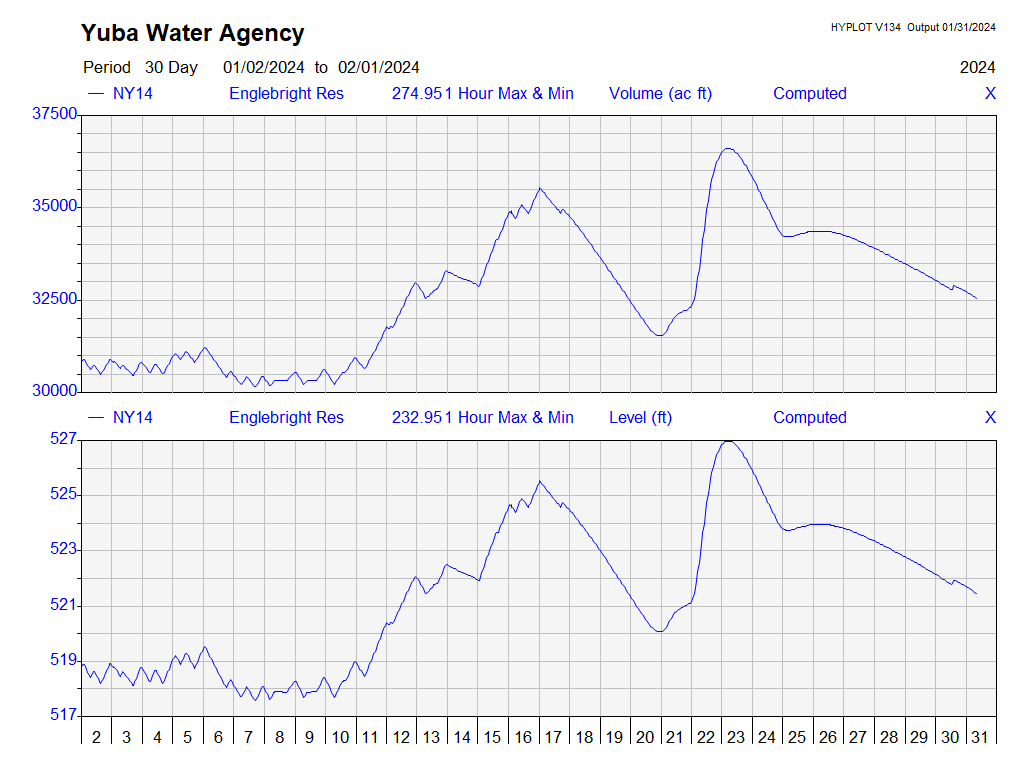 Yuba Water Agency
HYPLOT V134 Output 01/31/2024
Period 30 Day 01/02/2024 to 02/01/2024 2024
NY14 Englebright Res 274.951 Hour Max & Min Volume (ac ft) Computed X
37500
35000
32500
30000
NY14 Englebright Res 232.951 Hour Max & Min Level (ft) Computed X
527
525
523
521
519
517
2 3 4 5 6 7 8 9 10 11 12 13 14 15 16 17 18 19 20 21 22 23 24 25 26 27 28 29 30 31